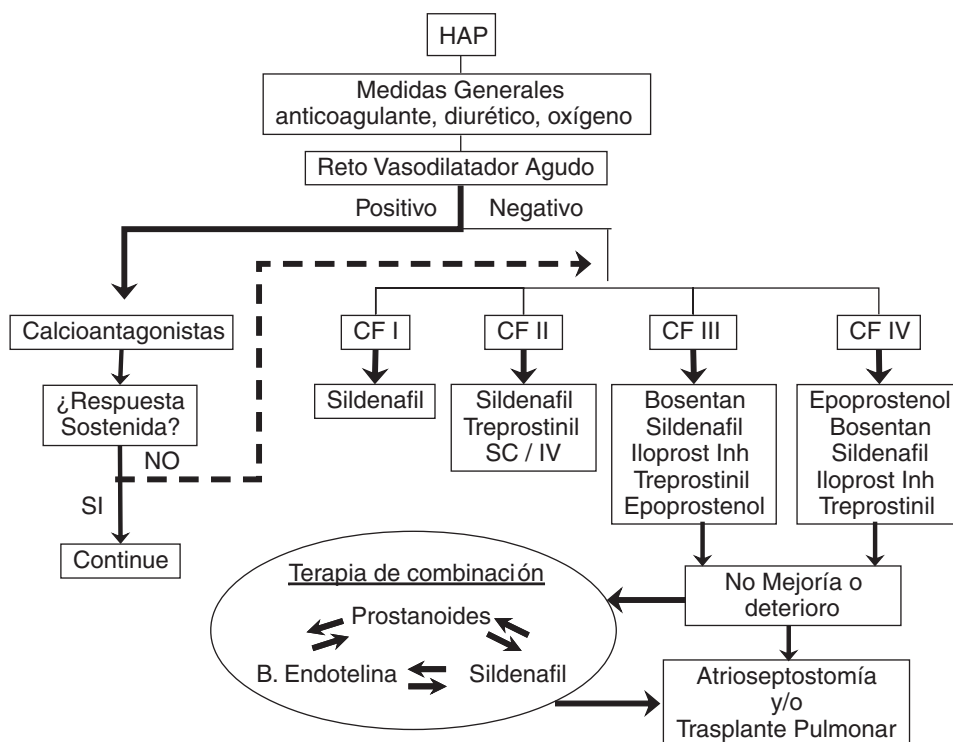 HAP
Medidas Generales
anticoagulante, diurético, oxígeno
Reto Vasodilatador Agudo
Positivo
Negativo
Calcioantagonistas
¿Respuesta
Sostenida?
NO
SI
Continue
CF I
CF II
CF III
CF IV
Sildenafil
Sildenafil
Treprostinil
SC / IV
Bosentan
Sildenafil
Iloprost Inh
Treprostinil
Epoprostenol
Epoprostenol
Bosentan
Sildenafil
Iloprost Inh
Treprostinil
Terapia de combinación
Prostanoides
B. Endotelina
Sildenafil
No Mejoría o
deterioro
Atrioseptostomía
y/o
Trasplante Pulmonar